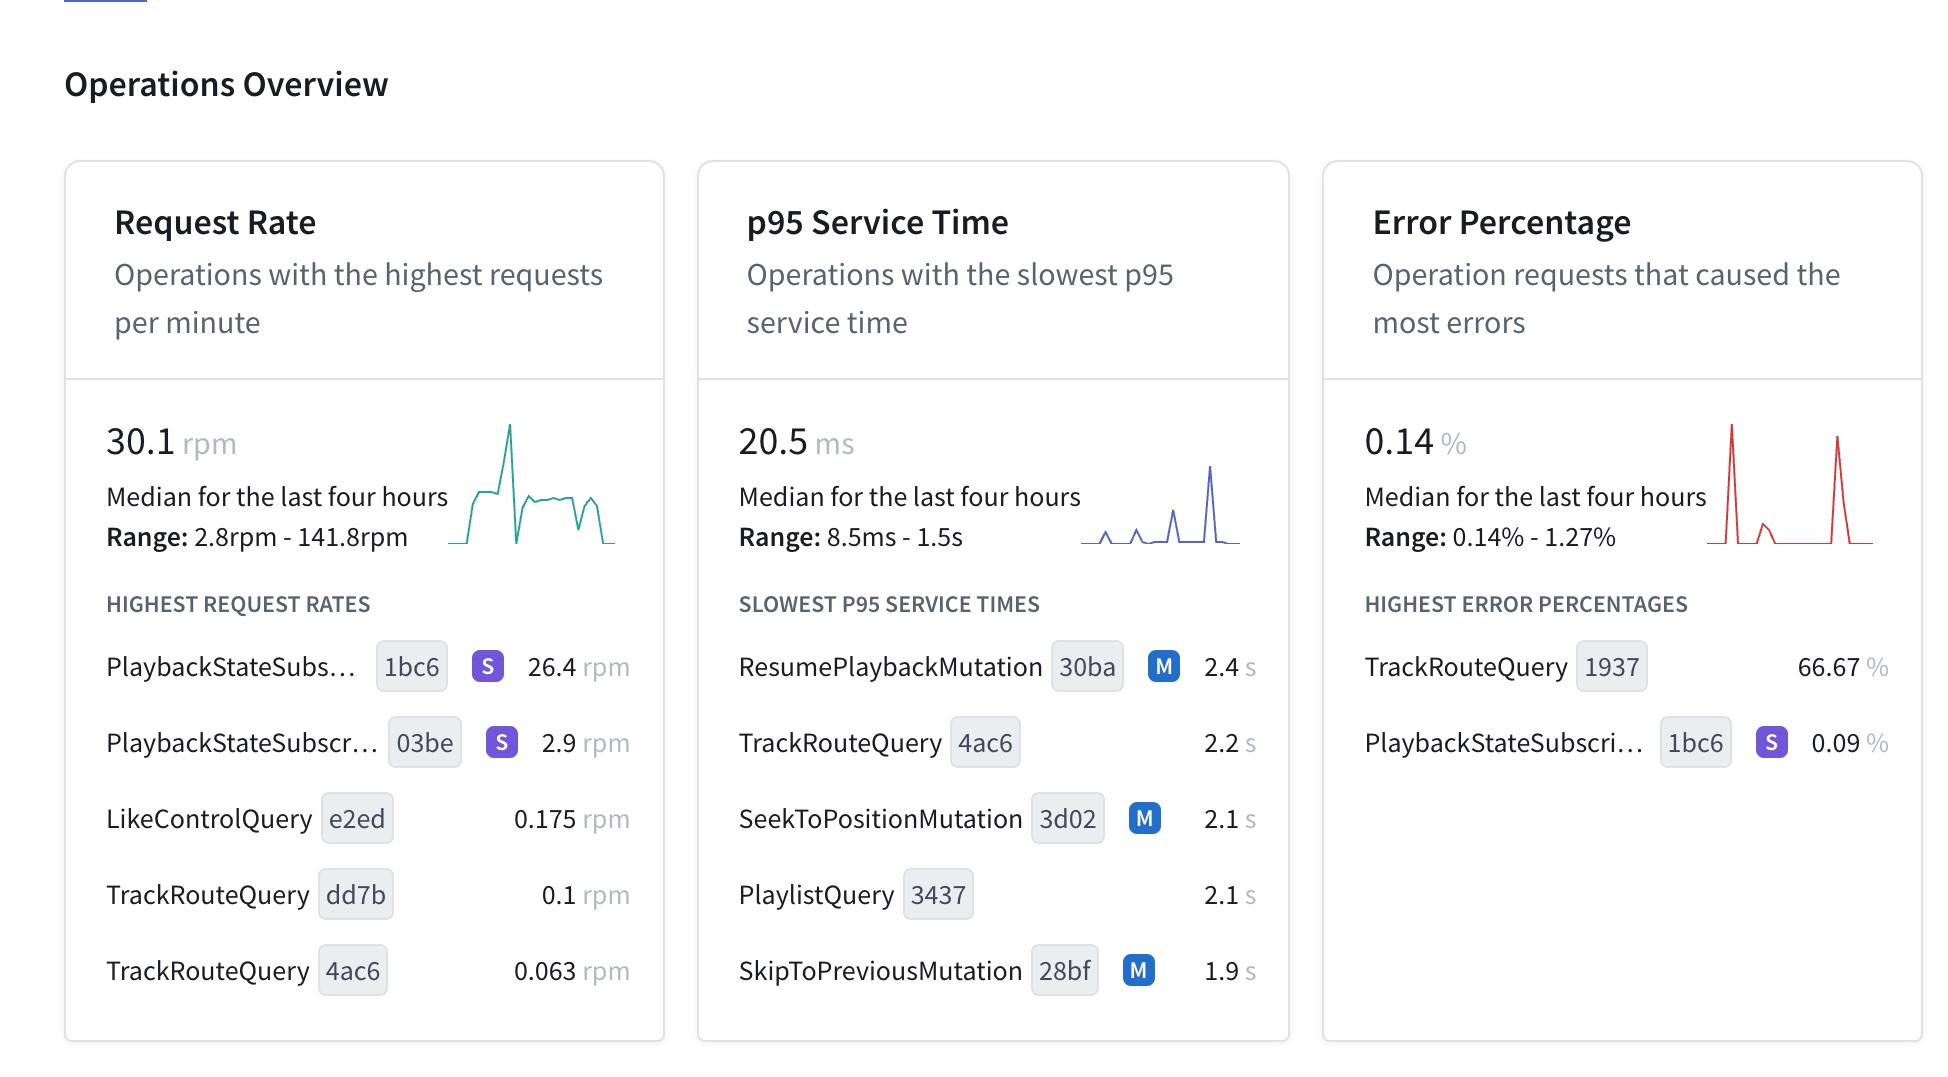 Operations Overview
Request Rate
Operations with the highest requests
per minute
30.1 rpm
Median for the last four hours
Range: 2.8rpm - 141.8rpm
HIGHEST REQUEST RATES
PlaybackStateSubs… 1bc6 S 26.4 rpm
PlaybackStateSubscr… 03be S 2.9 rpm
LikeControlQuery e2ed 0.175 rpm
TrackRouteQuery dd7b 0.1 rpm
TrackRouteQuery 4ac6 0.063 rpm
p95 Service Time
Operations with the slowest p95
service time
20.5 ms
Median for the last four hours
Range: 8.5ms - 1.5s
SLOWEST P95 SERVICE TIMES
ResumePlaybackMutation 30ba M 2.4 s
TrackRouteQuery 4ac6 2.2 s
SeekToPositionMutation 3d02 M 2.1 s
PlaylistQuery 3437 2.1 s
SkipToPreviousMutation 28bf M 1.9 s
Error Percentage
Operation requests that caused the
most errors
0.14 %
Median for the last four hours
Range: 0.14% - 1.27%
HIGHEST ERROR PERCENTAGES
TrackRouteQuery 1937 66.67 %
PlaybackStateSubscri… 1bc6 S 0.09 %